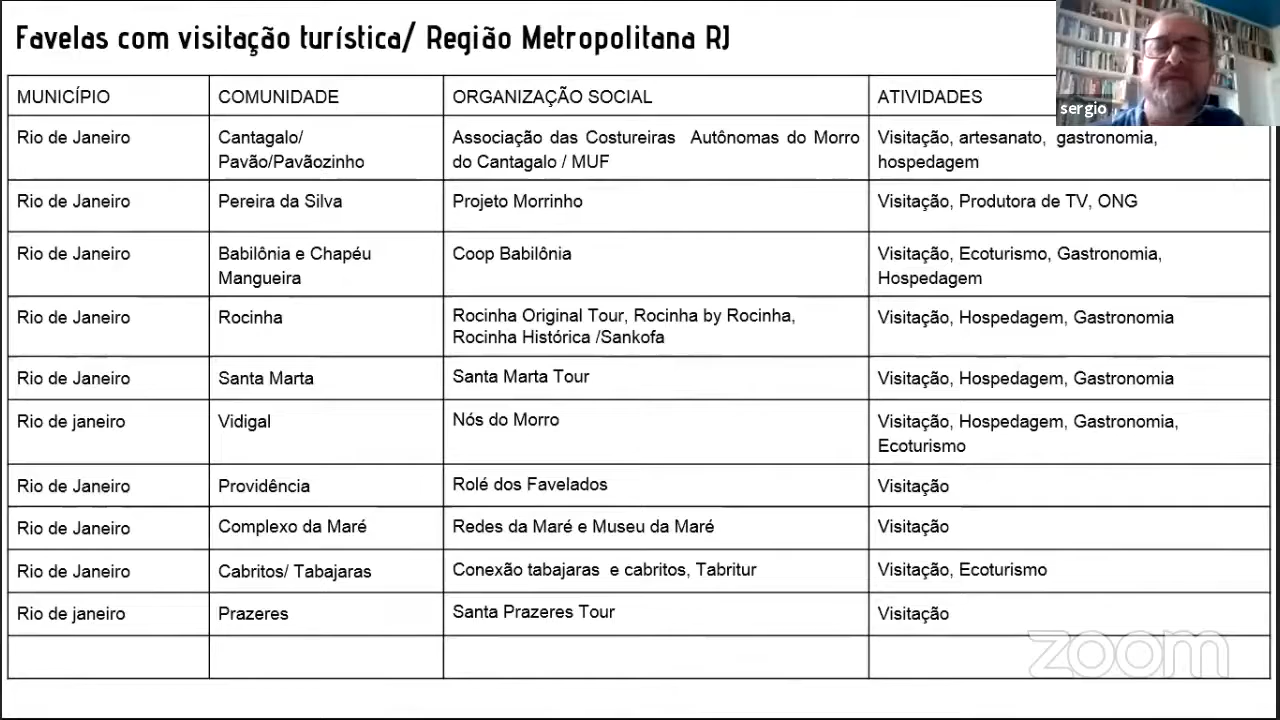 Favelas com visitação turística/ Região Metropolitana RJ
sergio
MUNICÍPIO COMUNIDADE ORGANIZAÇÃO SOCIAL ATIVIDADES
Rio de Janeiro Cantagalo/ Associação das Costureiras Autônomas do Morro Visitação, artesanato, gastronomia,
Pavão/Pavãozinho do Cantagalo / MUF hospedagem
Rio de Janeiro Pereira da Silva Projeto Morrinho Visitação, Produtora de TV, ONG
Rio de Janeiro Babilônia e Chapéu Coop Babilônia Visitação, Ecoturismo, Gastronomia,
Mangueira Hospedagem
Rio de Janeiro Rocinha Rocinha Original Tour, Rocinha by Rocinha, Visitação, Hospedagem, Gastronomia
Rocinha Histórica /Sankofa
Rio de Janeiro Santa Marta Santa Marta Tour Visitação, Hospedagem, Gastronomia
Rio de janeiro Vidigal Nós do Morro Visitação, Hospedagem, Gastronomia,
Ecoturismo
Rio de Janeiro Providência Rolé dos Favelados Visitação
Rio de Janeiro Complexo da Maré Redes da Maré e Museu da Maré Visitação
Rio de Janeiro Cabritos/ Tabajaras Conexão tabajaras e cabritos, Tabritur Visitação, Ecoturismo
Rio de janeiro Prazeres Santa Prazeres Tour Visitação
zoom